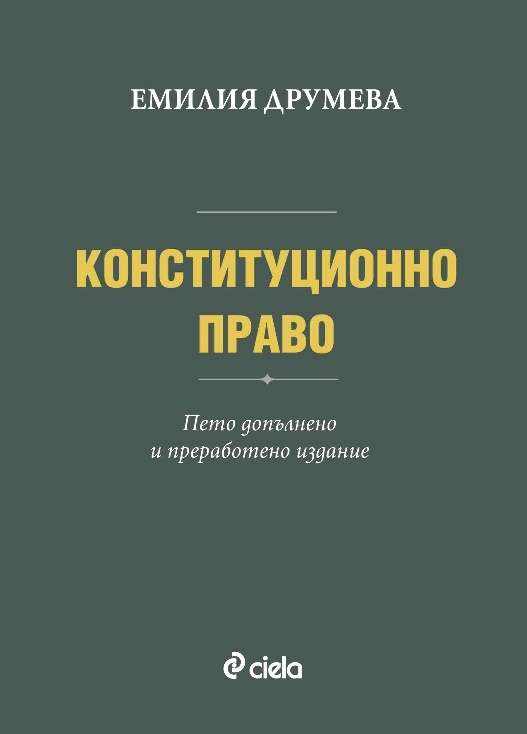 ЕМИЛИЯ ДРУМЕВА
КОНСТИТУЦИОННО
ПРАВО
Пето допълнено
и преработено издание
ciela